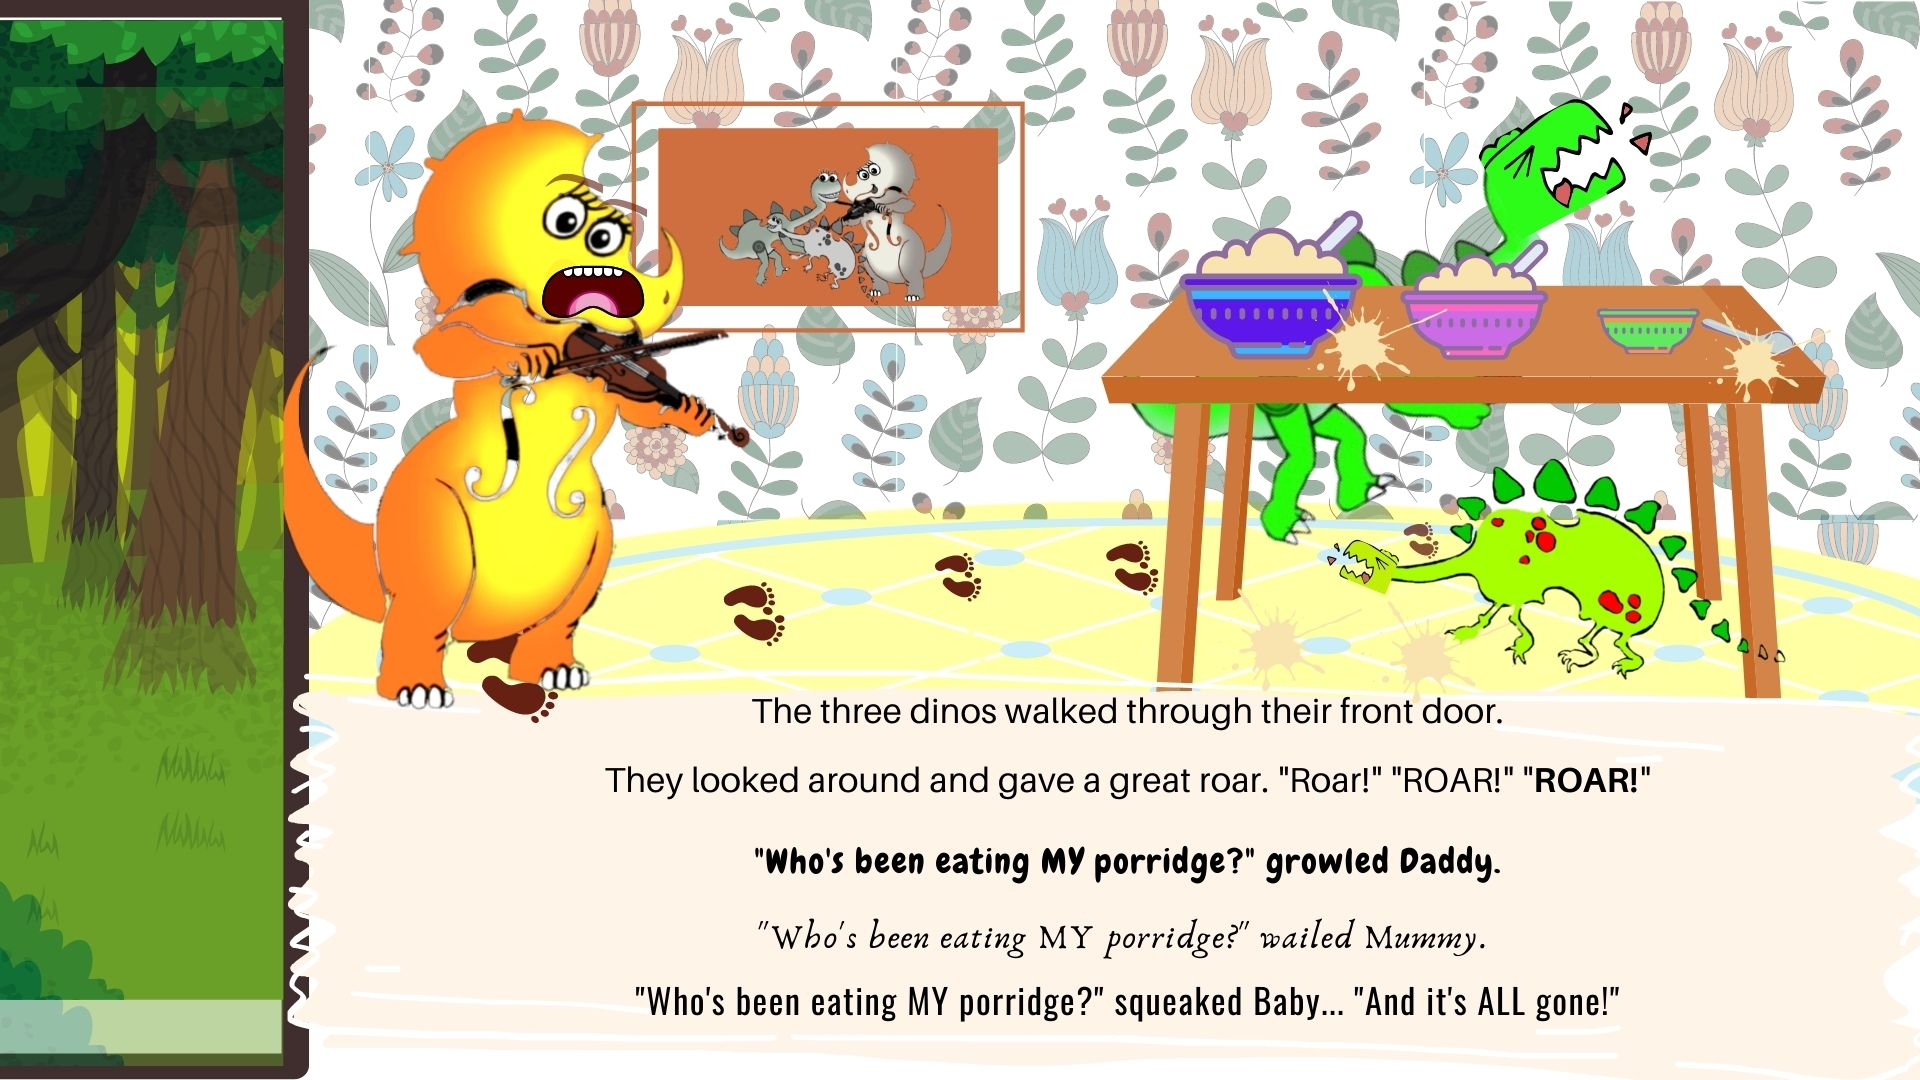 The three dinos walked through their front door.
They looked around and gave a great roar. "Roar!" "ROAR!" "ROAR!"
"Who's been eating MY porridge?" growled Daddy.
"Who's been eating MY porridge?" wailed Mummy.
"Who's been eating MY porridge?" squeaked Baby... "And it's ALL gone!"